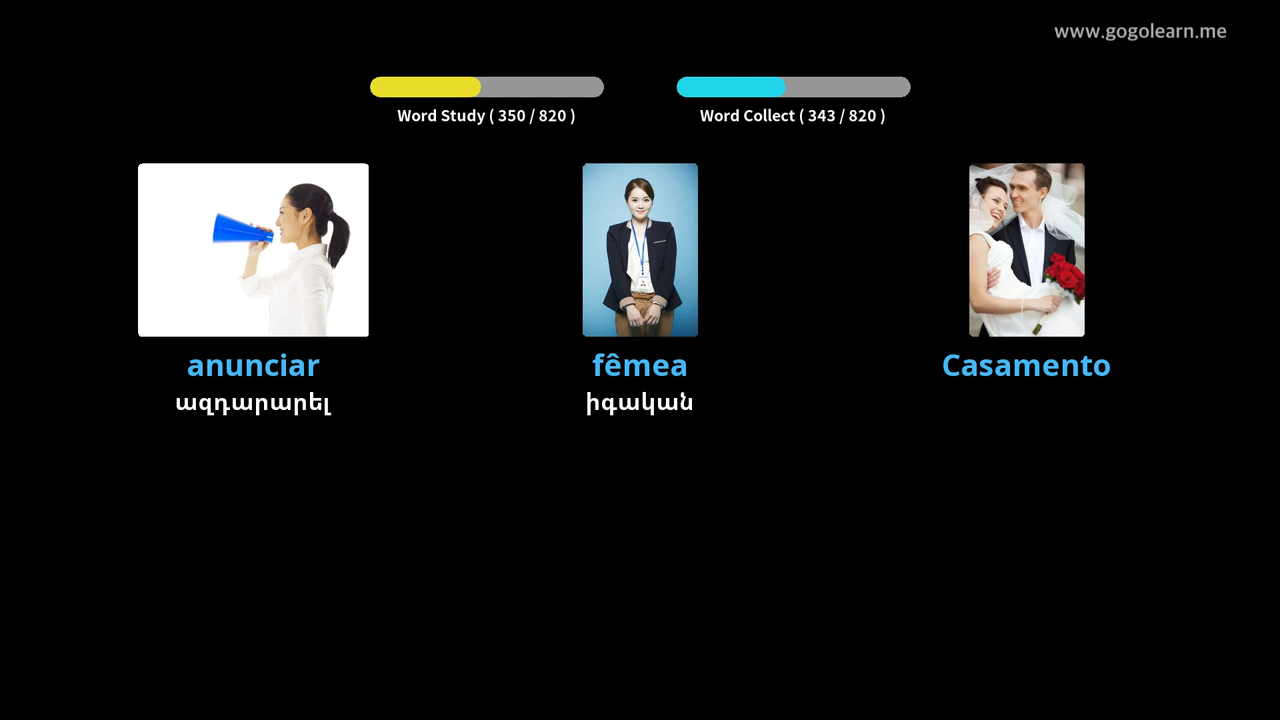 www.gogolearn.me
Word Study ( 350 / 820 )
Word Collect ( 343 / 820 )
anunciar
fêmea
Casamento
ազդարարել
իգական